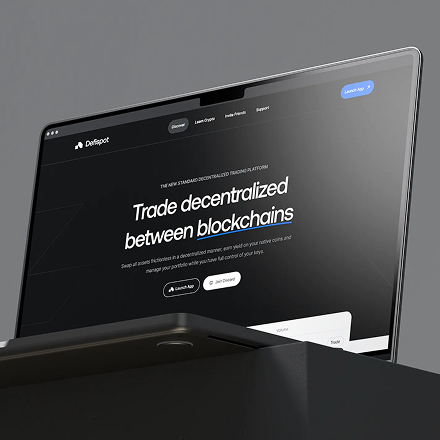 Defispot
Discover
Learn Crypto
Invite Friends
Support
Launch App
THE NEW STANDARD DECENTRALIZED TRADING PLATFORM
Trade decentralized
between blockchains
Swap all assets frictionless in a decentralized manner, earn yield on your native coins and
manage your portfolio while you have full control of your keys.
Launch App
Join Discord
Volume
Trade